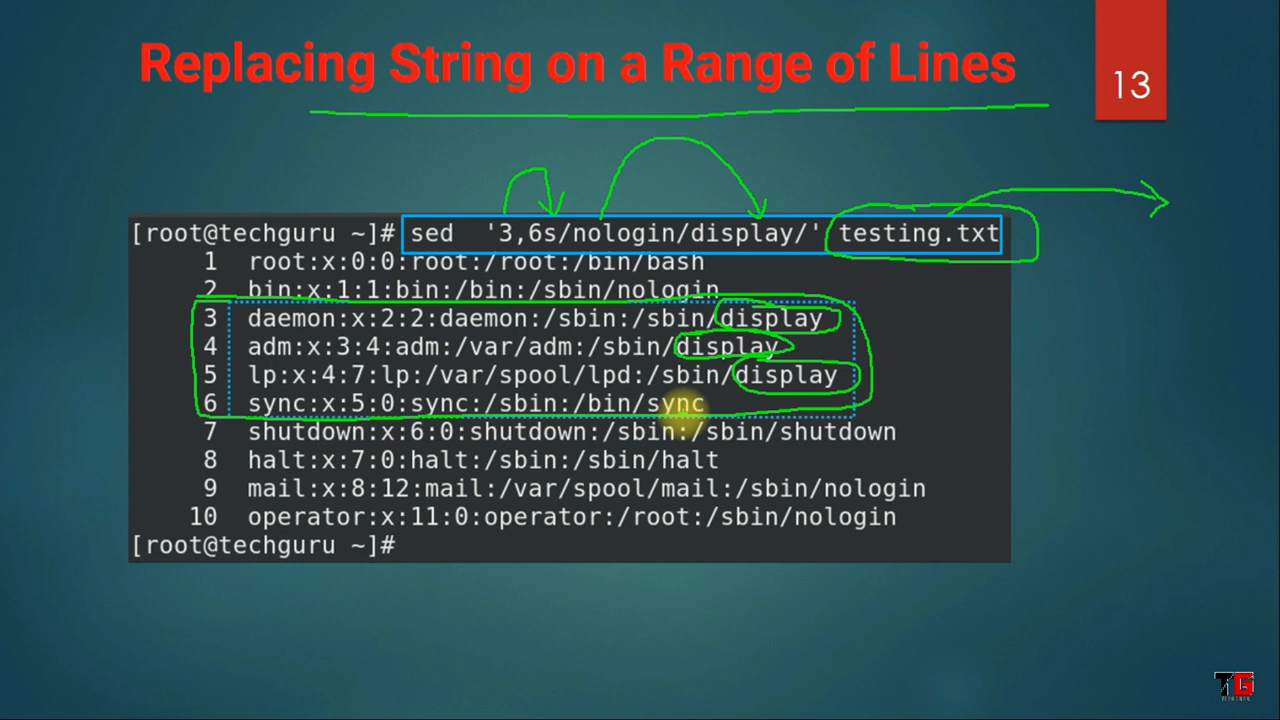 Replacing String on a Range of Lines
13
[root@techguru ~]# sed  '3,6s/nologin/display/' testing.txt
1  root:x:0:0:root:/root:/bin/bash
2  bin:x:1:1:bin:/bin:/sbin/nologin
3  daemon:x:2:2:daemon:/sbin:/sbin/display
4  adm:x:3:4:adm:/var/adm:/sbin/display
5  lp:x:4:7:lp:/var/spool/lpd:/sbin/display
6  sync:x:5:0:sync:/sbin:/bin/sync
7  shutdown:x:6:0:shutdown:/sbin:/sbin/shutdown
8  halt:x:7:0:halt:/sbin:/sbin/halt
9  mail:x:8:12:mail:/var/spool/mail:/sbin/nologin
10  operator:x:11:0:operator:/root:/sbin/nologin
[root@techguru ~]#
TG